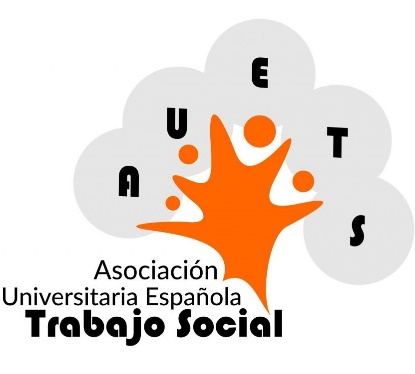 A U E T S
Asociación
Universitaria Española
Trabajo Social